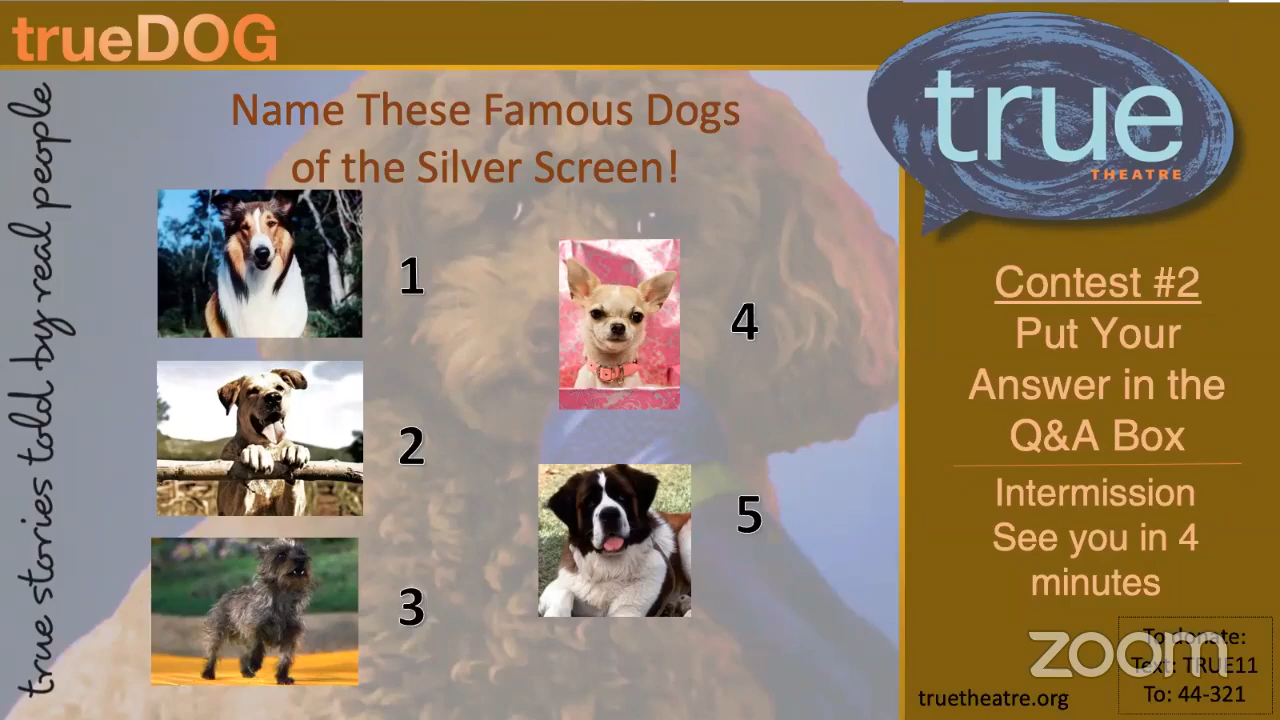 trueDOG
true stories told by real people
Name These Famous Dogs
of the Silver Screen!
1
2
3
4
5
true
THEATRE
Contest #2
Put Your
Answer in the
Q&A Box
Intermission
See you in 4
minutes
zoom
To donate:
Text: TRUE11
To: 44-321
truetheatre.org